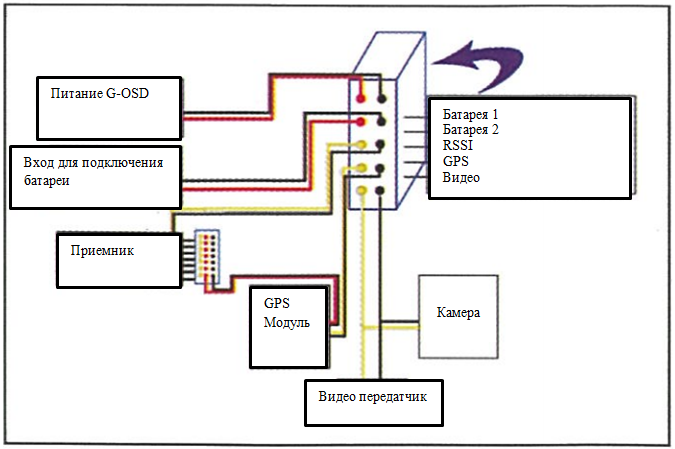 Питание G-OSD
Вход для подключения
батареи
Приемник
GPS
Модуль
Видео передатчик
Камера
Батарея 1
Батарея 2
RSSI
GPS
Видео